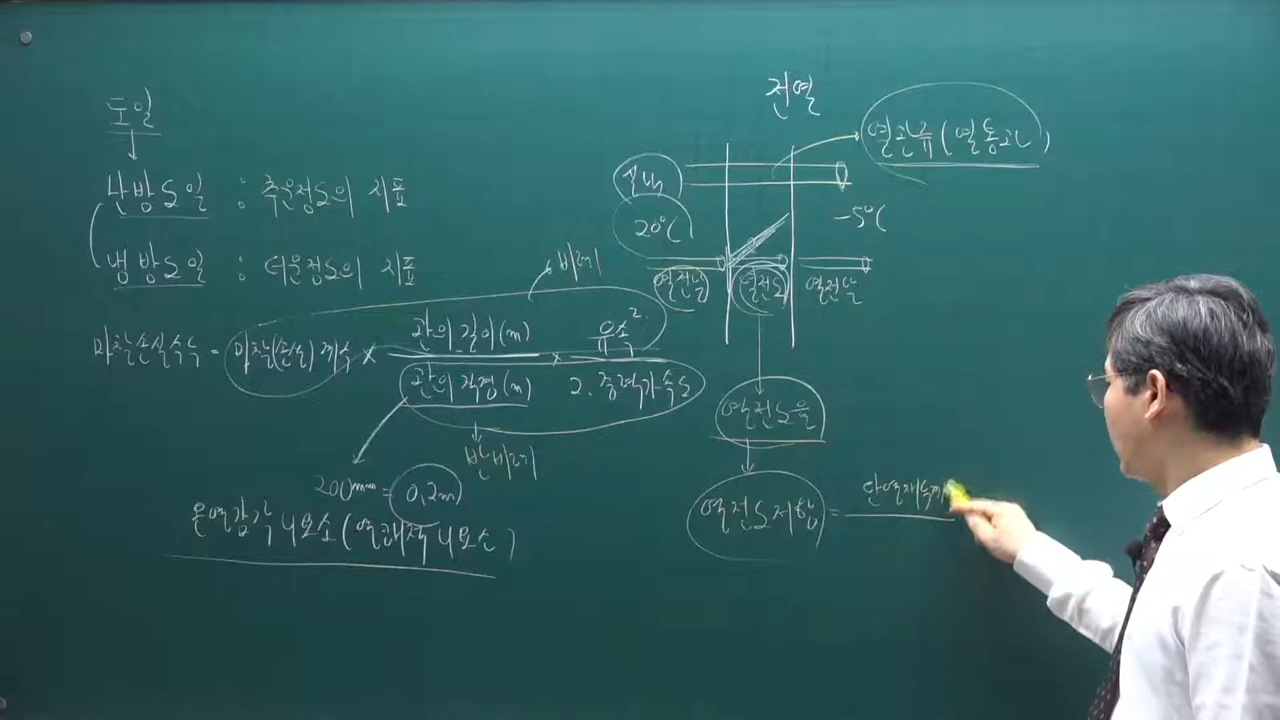 도일
난방도일 : 추운정도의 지표
냉방도일 : 더운정도의 지표
비례
마찰손실수두 = 마찰(손실)계수 × 관의 길이(m) × 유속²
관의 직경(m) 2.중력가속도
반비례
200mm = 0.2m
온열감각 4요소(열쾌적 4요소)
전열
열관류(열통과)
실내
20℃
-5℃
열전달
열전도
열전달
열전도율
열전도저항 = 단열재두께